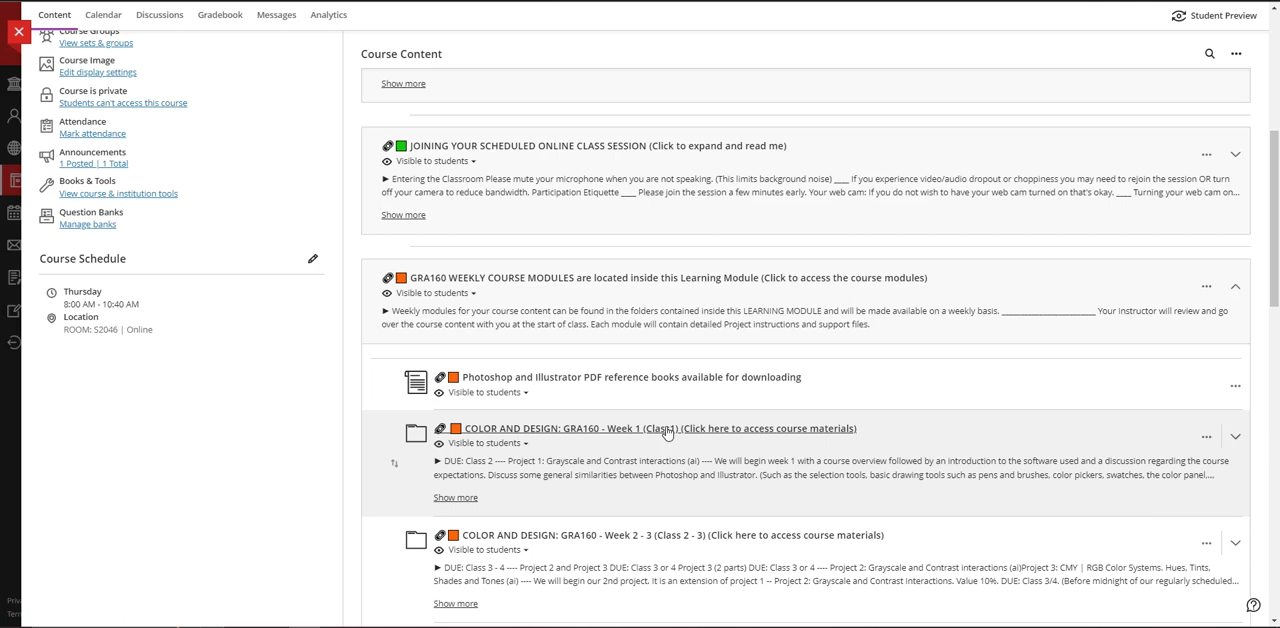 Content Calendar Discussions Gradebook Messages Analytics Student Preview
Course Groups
View sets & groups
Course Image
Edit display settings
Course is private
Students can't access this course
Attendance
Mark attendance
Announcements
1 Posted | 1 Total
Books & Tools
View course & institution tools
Question Banks
Manage banks
Course Schedule
Thursday
8:00 AM - 10:40 AM
Location
ROOM: S2046 | Online
Course Content
Show more
JOINING YOUR SCHEDULED ONLINE CLASS SESSION (Click to expand and read me)
Visible to students
► Entering the Classroom Please mute your microphone when you are not speaking. (This limits background noise) ____ If you experience video/audio dropout or choppiness you may need to rejoin the session OR turn
off your camera to reduce bandwidth. Participation Etiquette ____ Please join the session a few minutes early. Your web cam: If you do not wish to have your web cam turned on that's okay. ____ Turning your web cam on...
Show more
GRA160 WEEKLY COURSE MODULES are located inside this Learning Module (Click to access the course modules)
Visible to students
► Weekly modules for your course content can be found in the folders contained inside this LEARNING MODULE and will be made available on a weekly basis. ____________________ Your Instructor will review and go
over the course content with you at the start of class. Each module will contain detailed Project instructions and support files.
Photoshop and Illustrator PDF reference books available for downloading
Visible to students
COLOR AND DESIGN: GRA160 - Week 1 (Class 1) (Click here to access course materials)
Visible to students
► DUE: Class 2 ---- Project 1: Grayscale and Contrast interactions (ai) ---- We will begin week 1 with a course overview followed by an introduction to the software used and a discussion regarding the course
expectations. Discuss some general similarities between Photoshop and Illustrator. (Such as the selection tools, basic drawing tools such as pens and brushes, color pickers, swatches, the color panel,...
Show more
COLOR AND DESIGN: GRA160 - Week 2 - 3 (Class 2 - 3) (Click here to access course materials)
Visible to students
► DUE: Class 3 - 4 ---- Project 2 and Project 3 DUE: Class 3 or 4 Project 3 (2 parts) DUE: Class 3 or 4 ---- Project 2: Grayscale and Contrast interactions (ai)Project 3: CMY | RGB Color Systems. Hues, Tints,
Shades and Tones (ai) ---- We will begin our 2nd project. It is an extension of project 1 -- Project 2: Grayscale and Contrast Interactions. Value 10%. DUE: Class 3/4. (Before midnight of our regularly scheduled...
Show more